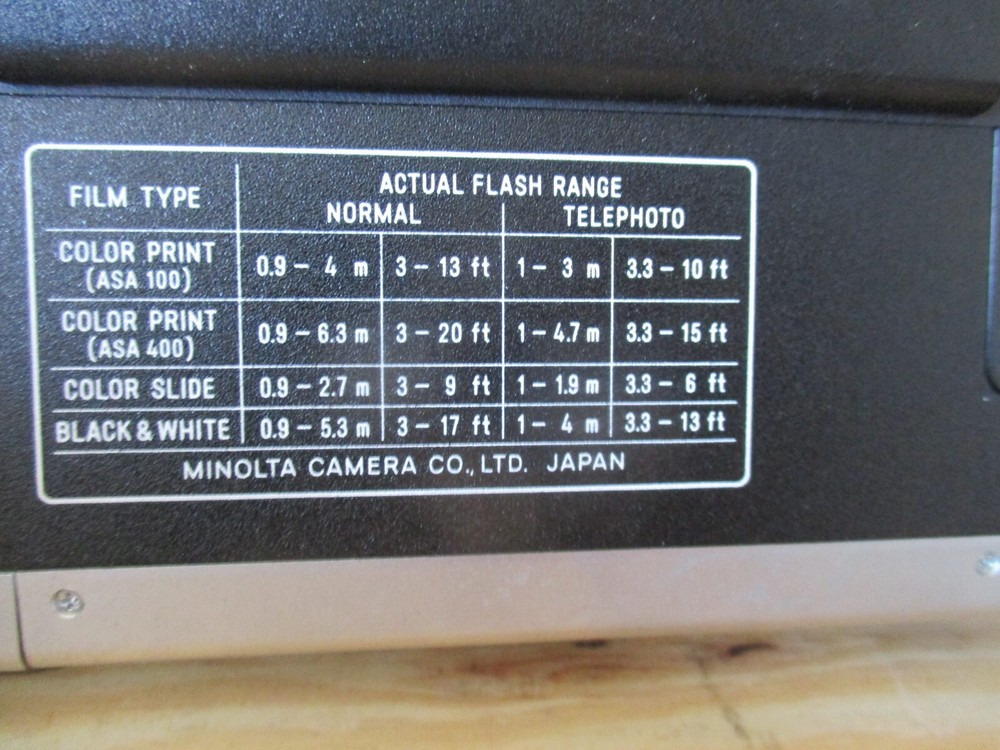 FILM TYPE ACTUAL FLASH RANGE
NORMAL TELEPHOTO
COLOR PRINT (ASA 100) 0.9 – 4 m 3 – 13 ft 1 – 3 m 3.3 – 10 ft
COLOR PRINT (ASA 400) 0.9 – 6.3 m 3 – 20 ft 1 – 4.7 m 3.3 – 15 ft
COLOR SLIDE 0.9 – 2.7 m 3 – 9 ft 1 – 1.9 m 3.3 – 6 ft
BLACK & WHITE 0.9 – 5.3 m 3 – 17 ft 1 – 4 m 3.3 – 13 ft
MINOLTA CAMERA CO., LTD. JAPAN